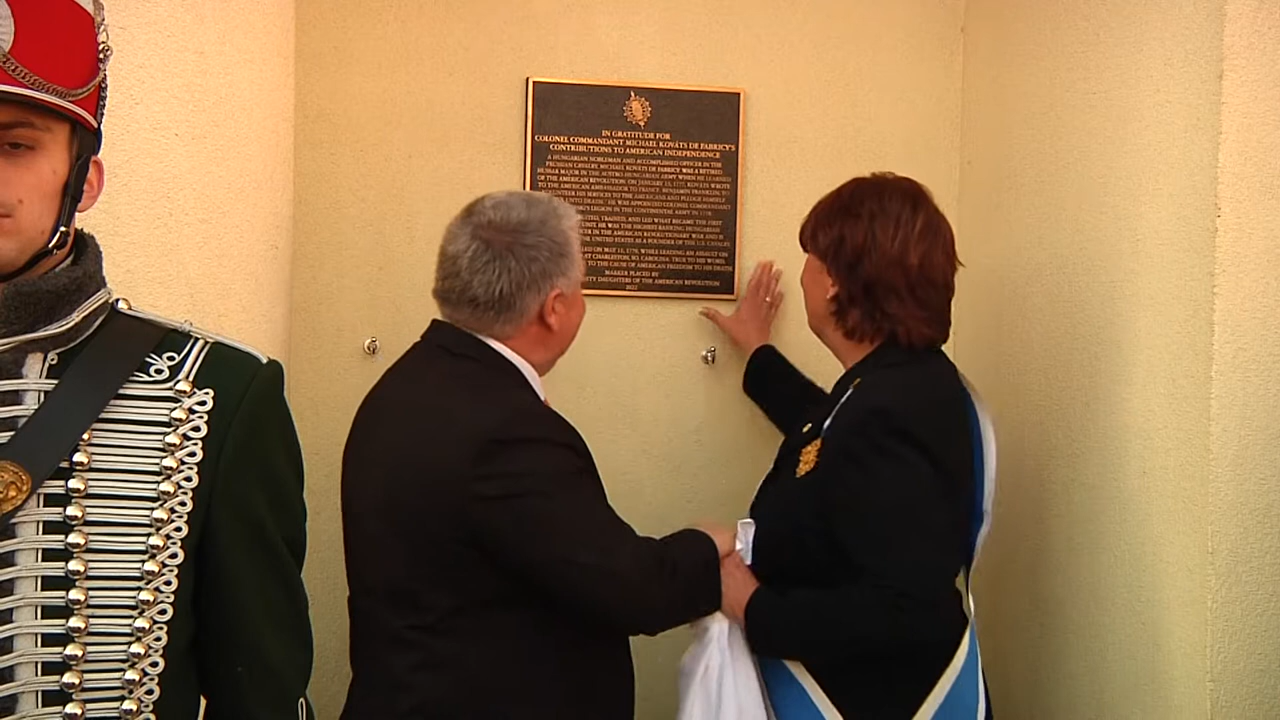 IN GRATITUDE FOR
COLONEL COMMANDANT MICHAEL KOVÁTS DE FABRICY'S
CONTRIBUTIONS TO AMERICAN INDEPENDENCE
A HUNGARIAN NOBLEMAN AND ACCOMPLISHED OFFICER IN THE
PRUSSIAN CAVALRY, MICHAEL KOVÁTS DE FABRICY WAS A RETIRED
HUSSAR MAJOR IN THE AUSTRO-HUNGARIAN ARMY WHEN HE LEARNED
OF THE AMERICAN REVOLUTION. ON JANUARY 13, 1777, KOVÁTS WROTE
TO THE AMERICAN AMBASSADOR TO FRANCE, BENJAMIN FRANKLIN, TO
VOLUNTEER HIS SERVICES TO THE AMERICANS AND PLEDGE HIMSELF
UNTO DEATH." HE WAS APPOINTED COLONEL COMMANDANT
LEGION IN THE CONTINENTAL ARMY IN 1778.
TRAINED, AND LED WHAT BECAME THE FIRST
HE WAS THE HIGHEST RANKING HUNGARIAN
IN THE AMERICAN REVOLUTIONARY WAR AND IS
THE UNITED STATES AS A FOUNDER OF THE U.S. CAVALRY.
ON MAY 11, 1779, WHILE LEADING AN ASSAULT ON
AT CHARLESTON, SO. CAROLINA. TRUE TO HIS WORD,
TO THE CAUSE OF AMERICAN FREEDOM TO HIS DEATH.
MARKER PLACED BY
DAUGHTERS OF THE AMERICAN REVOLUTION
2022